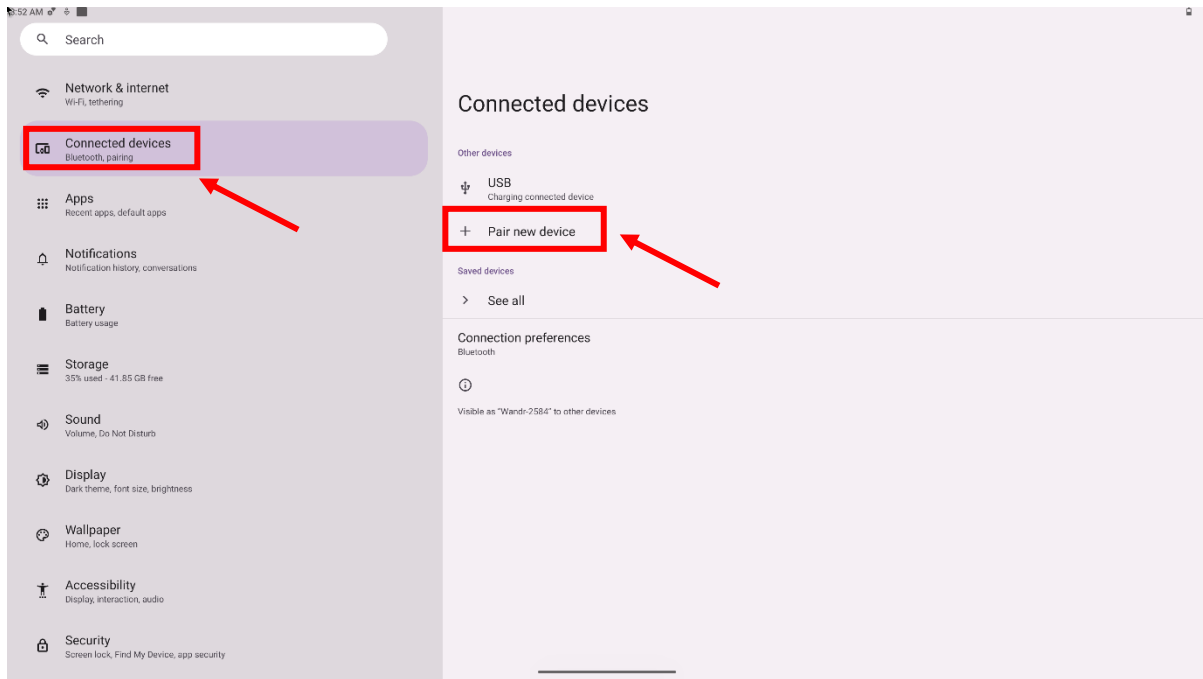 8:52 AM
Search
Network & internet
Wi-Fi, tethering
Connected devices
Bluetooth, pairing
Apps
Recent apps, default apps
Notifications
Notification history, conversations
Battery
Battery usage
Storage
35% used - 41.85 GB free
Sound
Volume, Do Not Disturb
Display
Dark theme, font size, brightness
Wallpaper
Home, lock screen
Accessibility
Display, interaction, audio
Security
Screen lock, Find My Device, app security
Connected devices
Other devices
USB
Charging connected device
Pair new device
Saved devices
See all
Connection preferences
Bluetooth
Visible as "Wandr-2584" to other devices